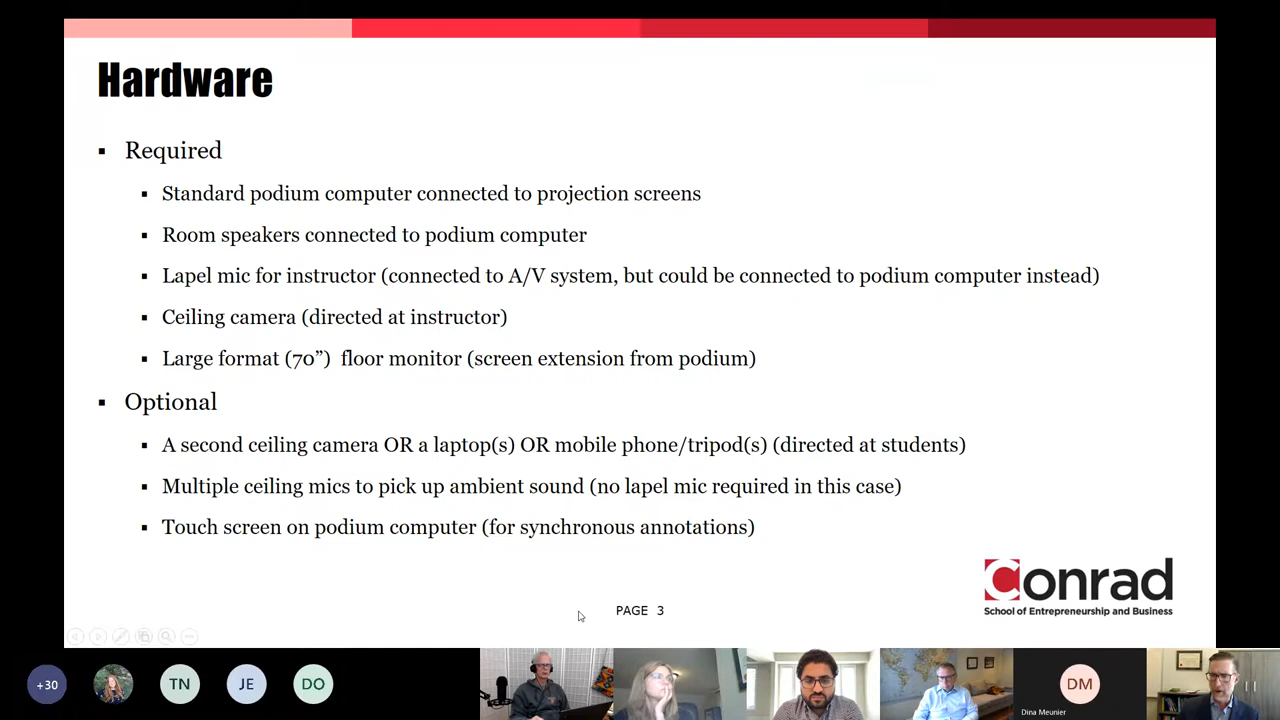 Hardware
Required
Standard podium computer connected to projection screens
Room speakers connected to podium computer
Lapel mic for instructor (connected to A/V system, but could be connected to podium computer instead)
Ceiling camera (directed at instructor)
Large format (70”) floor monitor (screen extension from podium)
Optional
A second ceiling camera OR a laptop(s) OR mobile phone/tripod(s) (directed at students)
Multiple ceiling mics to pick up ambient sound (no lapel mic required in this case)
Touch screen on podium computer (for synchronous annotations)
Conrad
School of Entrepreneurship and Business
PAGE 3
+30
TN
JE
DO
DM
Dina Meunier